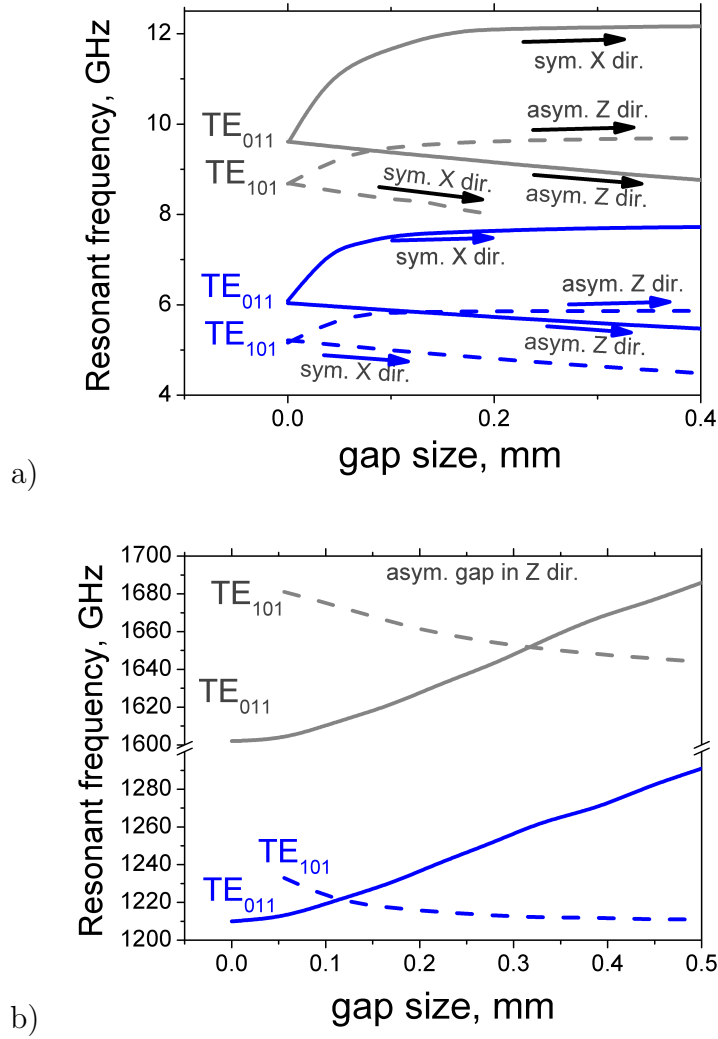 12
10
8
6
4
Resonant frequency, GHz
sym. X dir.
TE011
asym. Z dir.
TE101
sym. X dir.
asym. Z dir.
sym. X dir.
TE011
asym. Z dir.
TE101
asym. Z dir.
sym. X dir.
0.0 0.2 0.4
gap size, mm
a)
1700
1680
1660
1640
1620
1600
1280
1260
1240
1220
1200
Resonant frequency, GHz
asym. gap in Z dir.
TE101
TE011
TE101
TE011
0.0 0.1 0.2 0.3 0.4 0.5
gap size, mm
b)